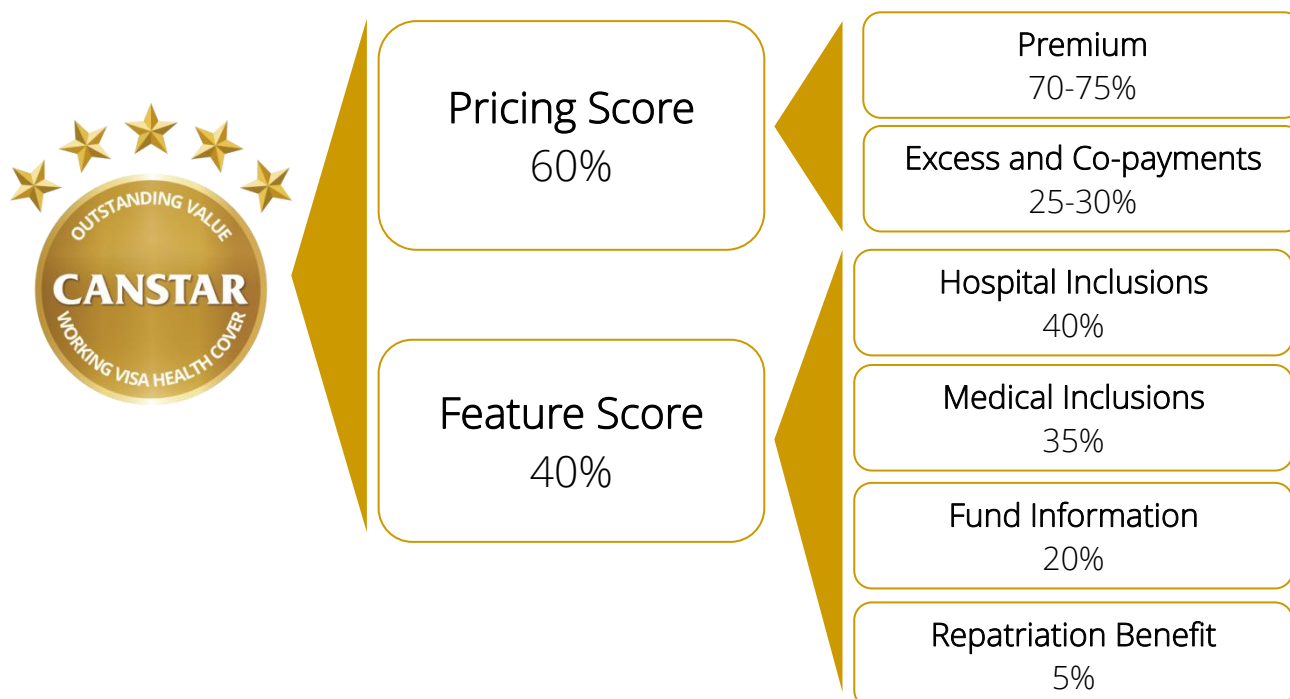 OUTSTANDING VALUE
CANSTAR
WORKING VISA HEALTH COVER
Pricing Score
60%
Feature Score
40%
Premium
70-75%
Excess and Co-payments
25-30%
Hospital Inclusions
40%
Medical Inclusions
35%
Fund Information
20%
Repatriation Benefit
5%